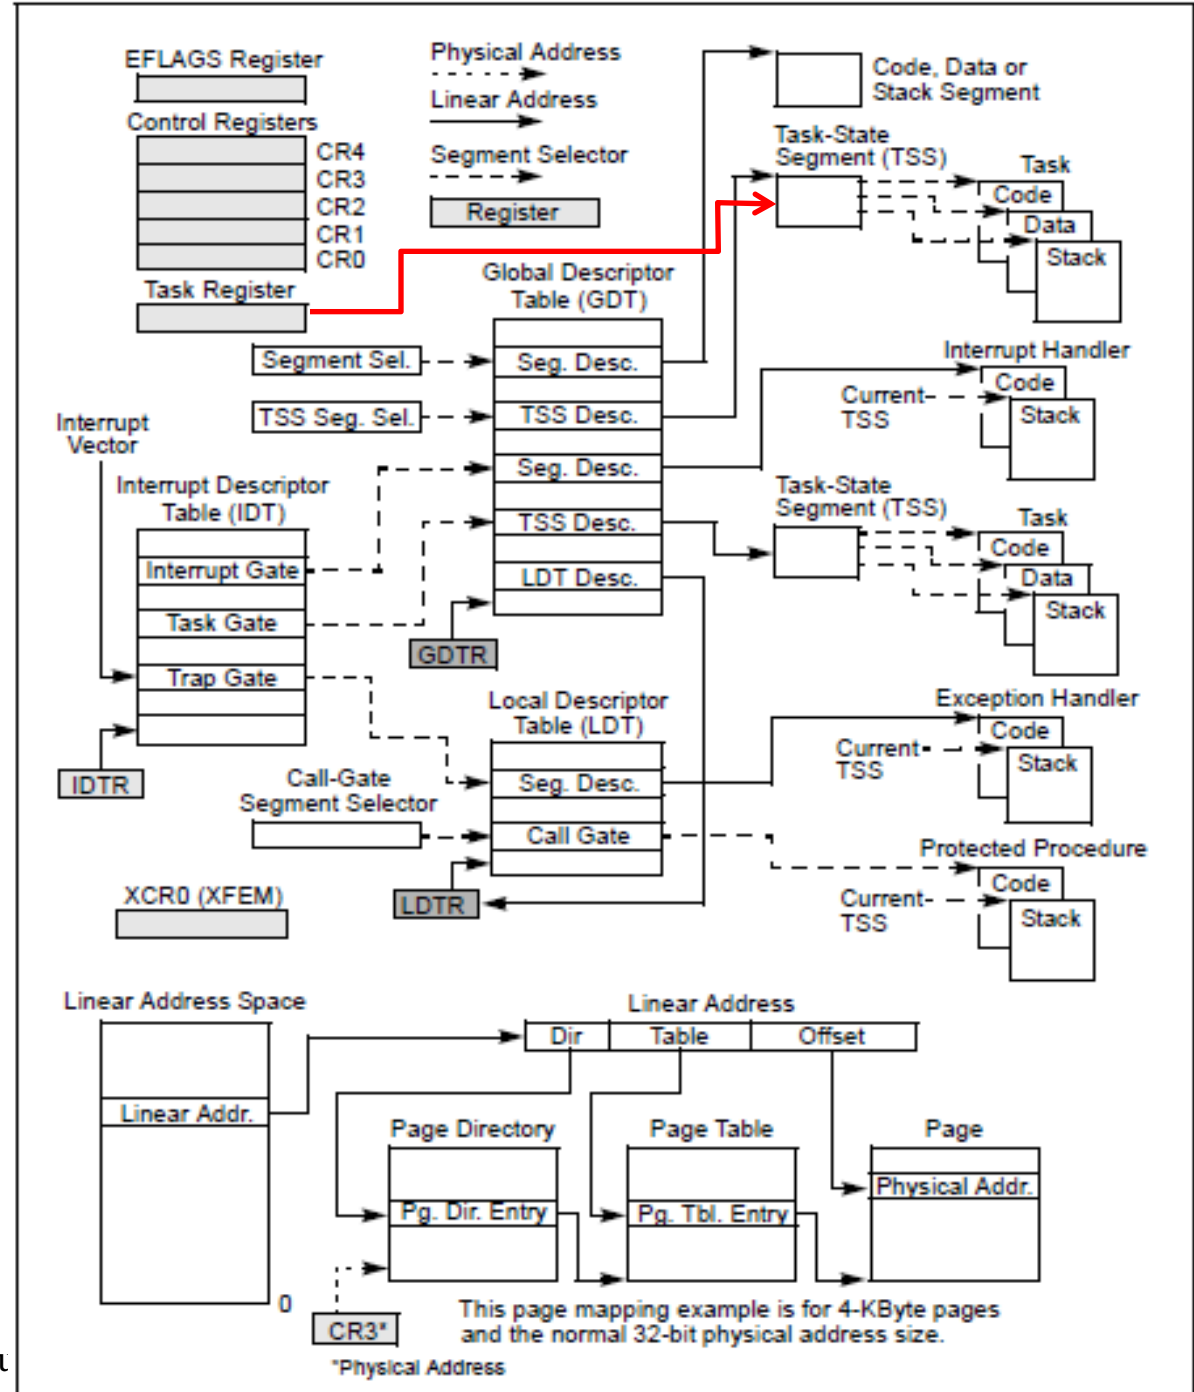 EFLAGS Register
Control Registers
CR4
CR3
CR2
CR1
CR0
Task Register
Physical Address
Linear Address
Segment Selector
Register
Code, Data or
Stack Segment
Task-State
Segment (TSS)
Task
Code
Data
Stack
Global Descriptor
Table (GDT)
Segment Sel.
Seg. Desc.
TSS Seg. Sel.
TSS Desc.
Seg. Desc.
TSS Desc.
LDT Desc.
GDTR
Interrupt Handler
Code
Stack
Current
TSS
Interrupt
Vector
Interrupt Descriptor
Table (IDT)
Interrupt Gate
Task Gate
Trap Gate
IDTR
Task-State
Segment (TSS)
Task
Code
Data
Stack
Local Descriptor
Table (LDT)
Call-Gate
Segment Selector
Seg. Desc.
Call Gate
LDTR
Exception Handler
Code
Stack
Current
TSS
Protected Procedure
Code
Stack
Current
TSS
XCR0 (XFEM)
Linear Address Space
Linear Addr.
0
Linear Address
Dir
Table
Offset
Page Directory
Pg. Dir. Entry
Page Table
Pg. Tbl. Entry
Page
Physical Addr.
CR3*
*Physical Address
This page mapping example is for 4-KByte pages
and the normal 32-bit physical address size.